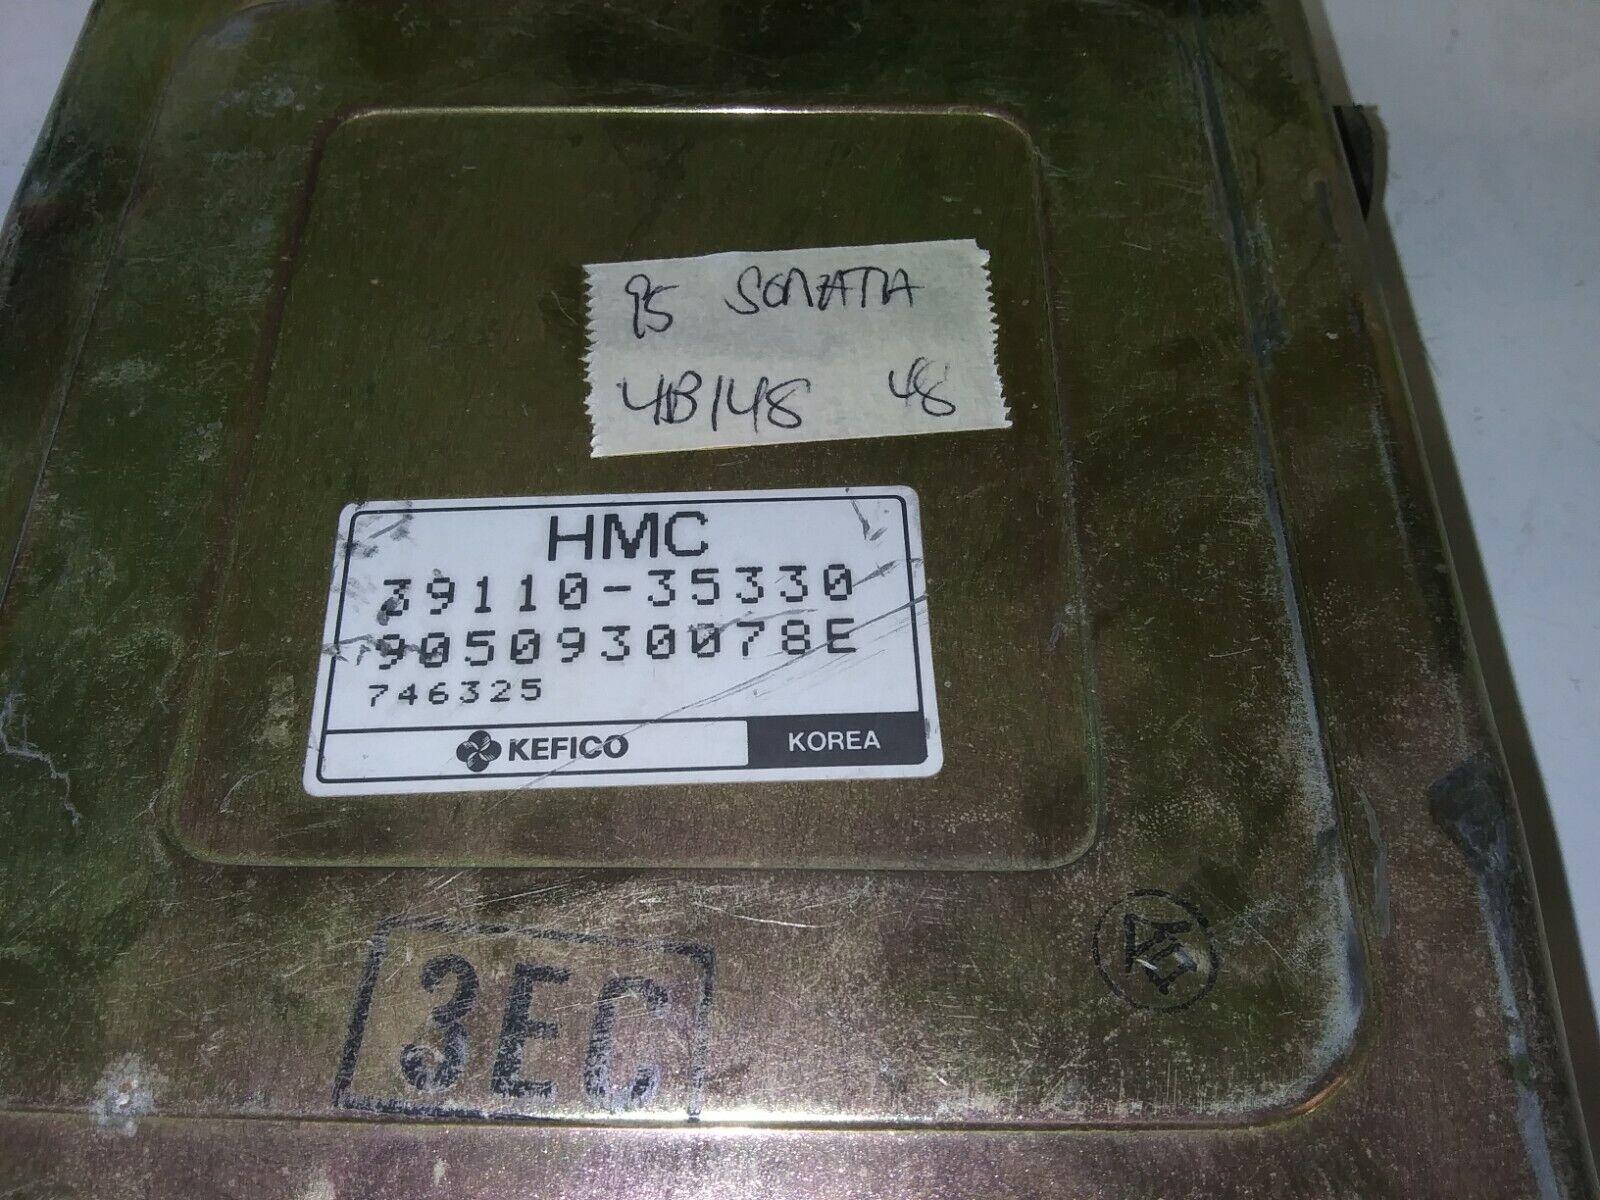 95 SONATA
4B148 48
HMC
39110-35330
9050930078E
746325
KEFICO
KOREA
3EC